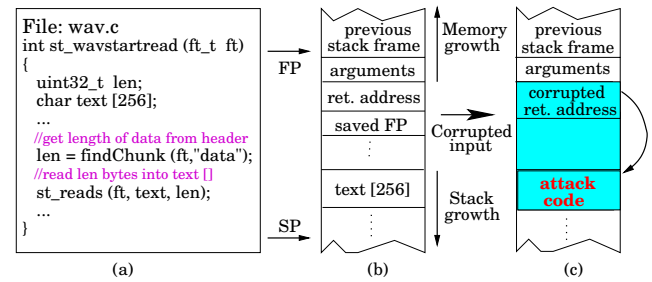 File: wav.c
int st_wavstartread (ft_t ft)
{
uint32_t len;
char text [256];
...
//get length of data from header
len = findChunk (ft,"data");
//read len bytes into text []
st_reads (ft, text, len);
...
}
(a)
FP
SP
previous
stack frame
arguments
ret. address
saved FP
text [256]
(b)
Memory
growth
Corrupted
input
Stack
growth
previous
stack frame
arguments
corrupted
ret. address
attack
code
(c)